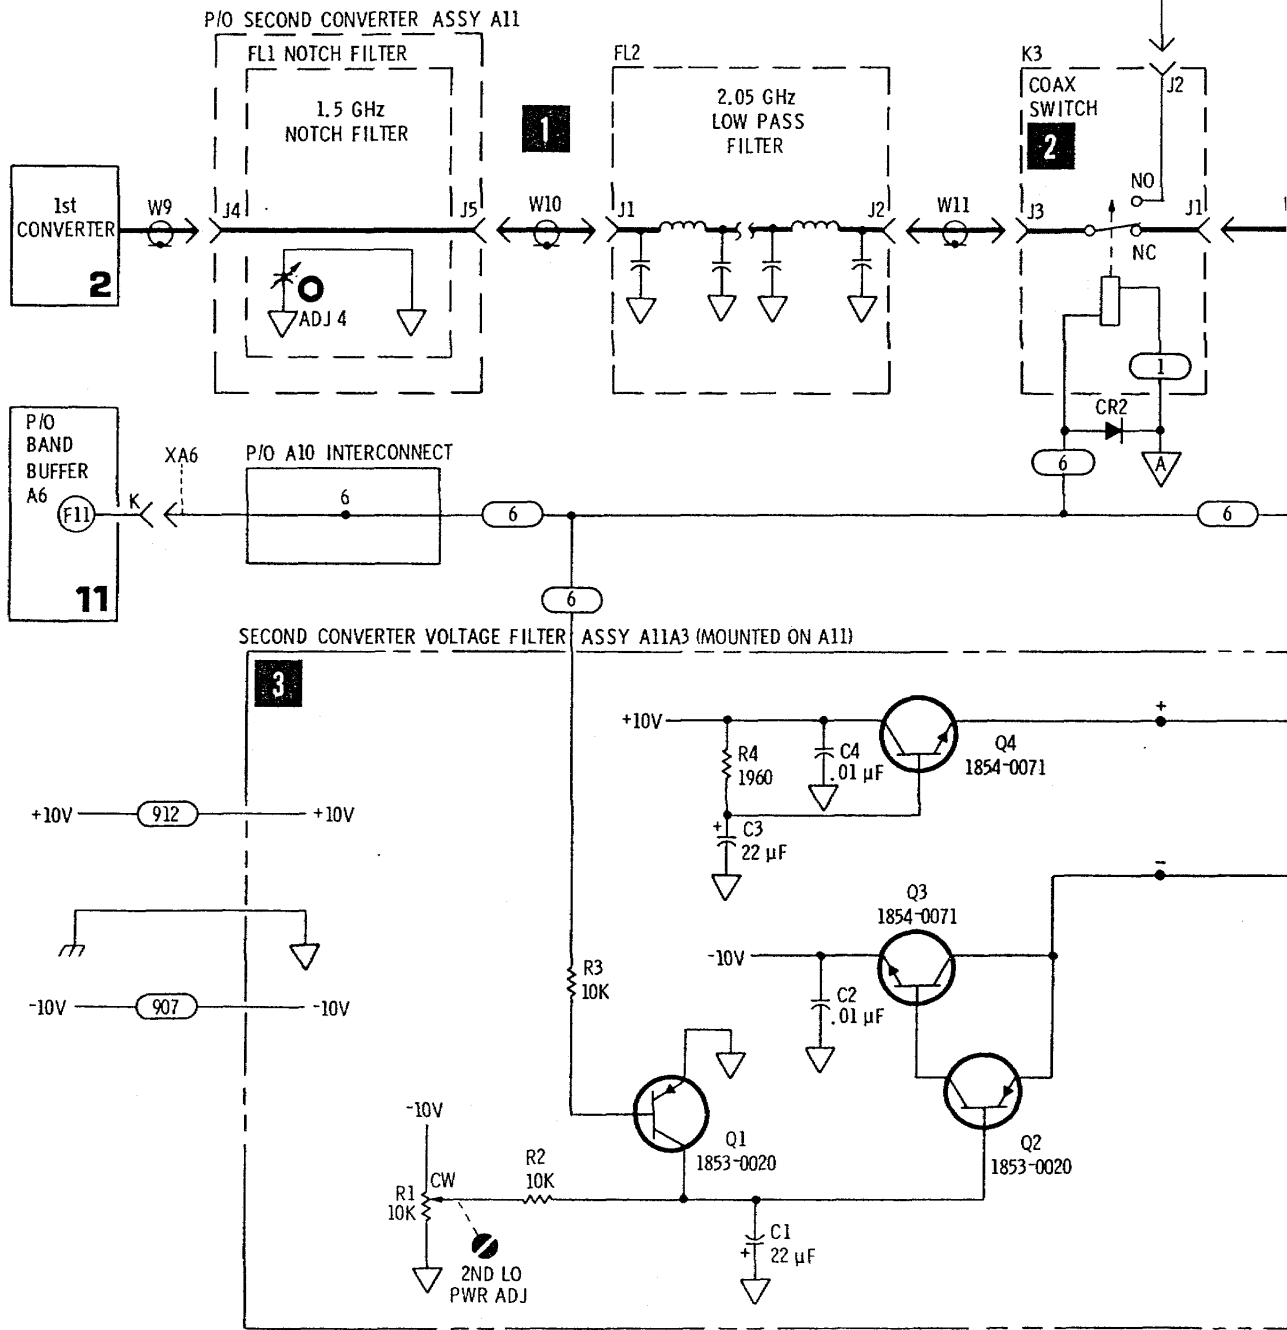 P/O SECOND CONVERTER ASSY A11
FL1 NOTCH FILTER
1.5 GHz
NOTCH FILTER
1
FL2
2.05 GHz
LOW PASS
FILTER
K3
COAX
SWITCH
2
J2
NO
NC
1st
CONVERTER
2
W9
J4
J5
W10
J1
J2
W11
J3
J1
ADJ 4
1
CR2
6
A
P/O
BAND
BUFFER
A6
F11
11
K
XA6
P/O A10 INTERCONNECT
6
6
6
6
SECOND CONVERTER VOLTAGE FILTER ASSY A11A3 (MOUNTED ON A11)
3
+10V
R4
1960
C4
.01 µF
Q4
1854-0071
+
+
C3
22 µF
+10V
912
+10V
-
Q3
1854-0071
-10V
C2
.01 µF
-10V
907
-10V
R3
10K
Q1
1853-0020
Q2
1853-0020
-10V
CW
R1
10K
R2
10K
C1
22 µF
+
2ND LO
PWR ADJ